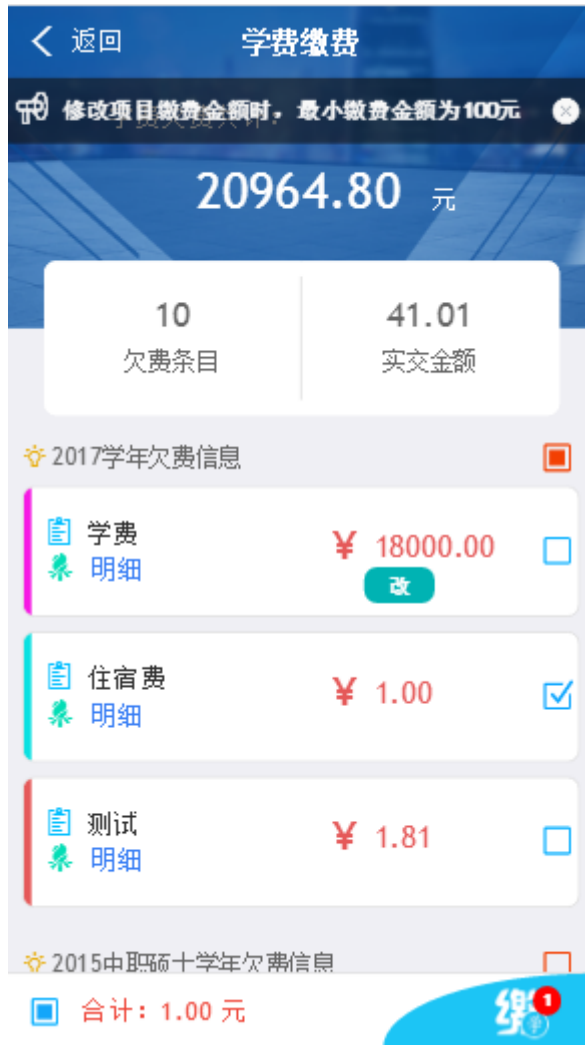 返回
学费缴费
修改项目缴费金额时，最小缴费金额为100元
20964.80 元
10
欠费条目
41.01
实交金额
2017学年欠费信息
学费
明细
¥ 18000.00
改
住宿费
明细
¥ 1.00
测试
明细
¥ 1.81
2015中职硕士学年欠费信息
合计：1.00 元
缴
1